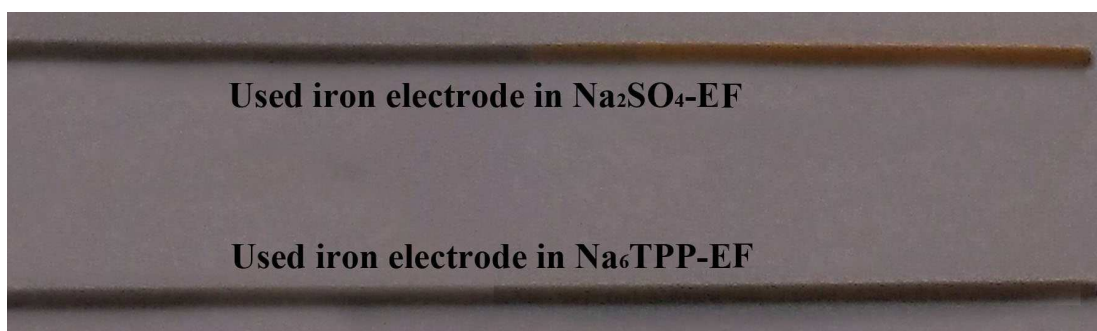 Used iron electrode in Na₂SO₄-EF
Used iron electrode in Na₆TPP-EF